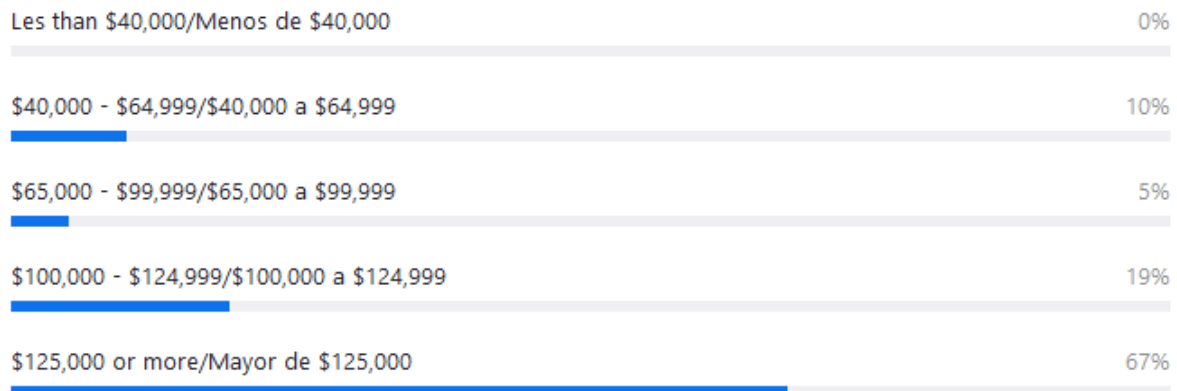 Les than $40,000/Menos de $40,000 0%
$40,000 - $64,999/$40,000 a $64,999 10%
$65,000 - $99,999/$65,000 a $99,999 5%
$100,000 - $124,999/$100,000 a $124,999 19%
$125,000 or more/Mayor de $125,000 67%